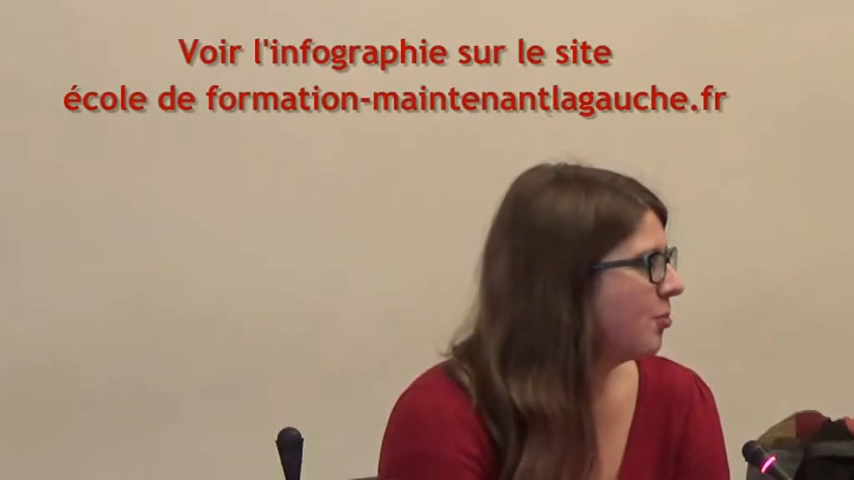 Voir l'infographie sur le site
école de formation-maintenantlagauche.fr